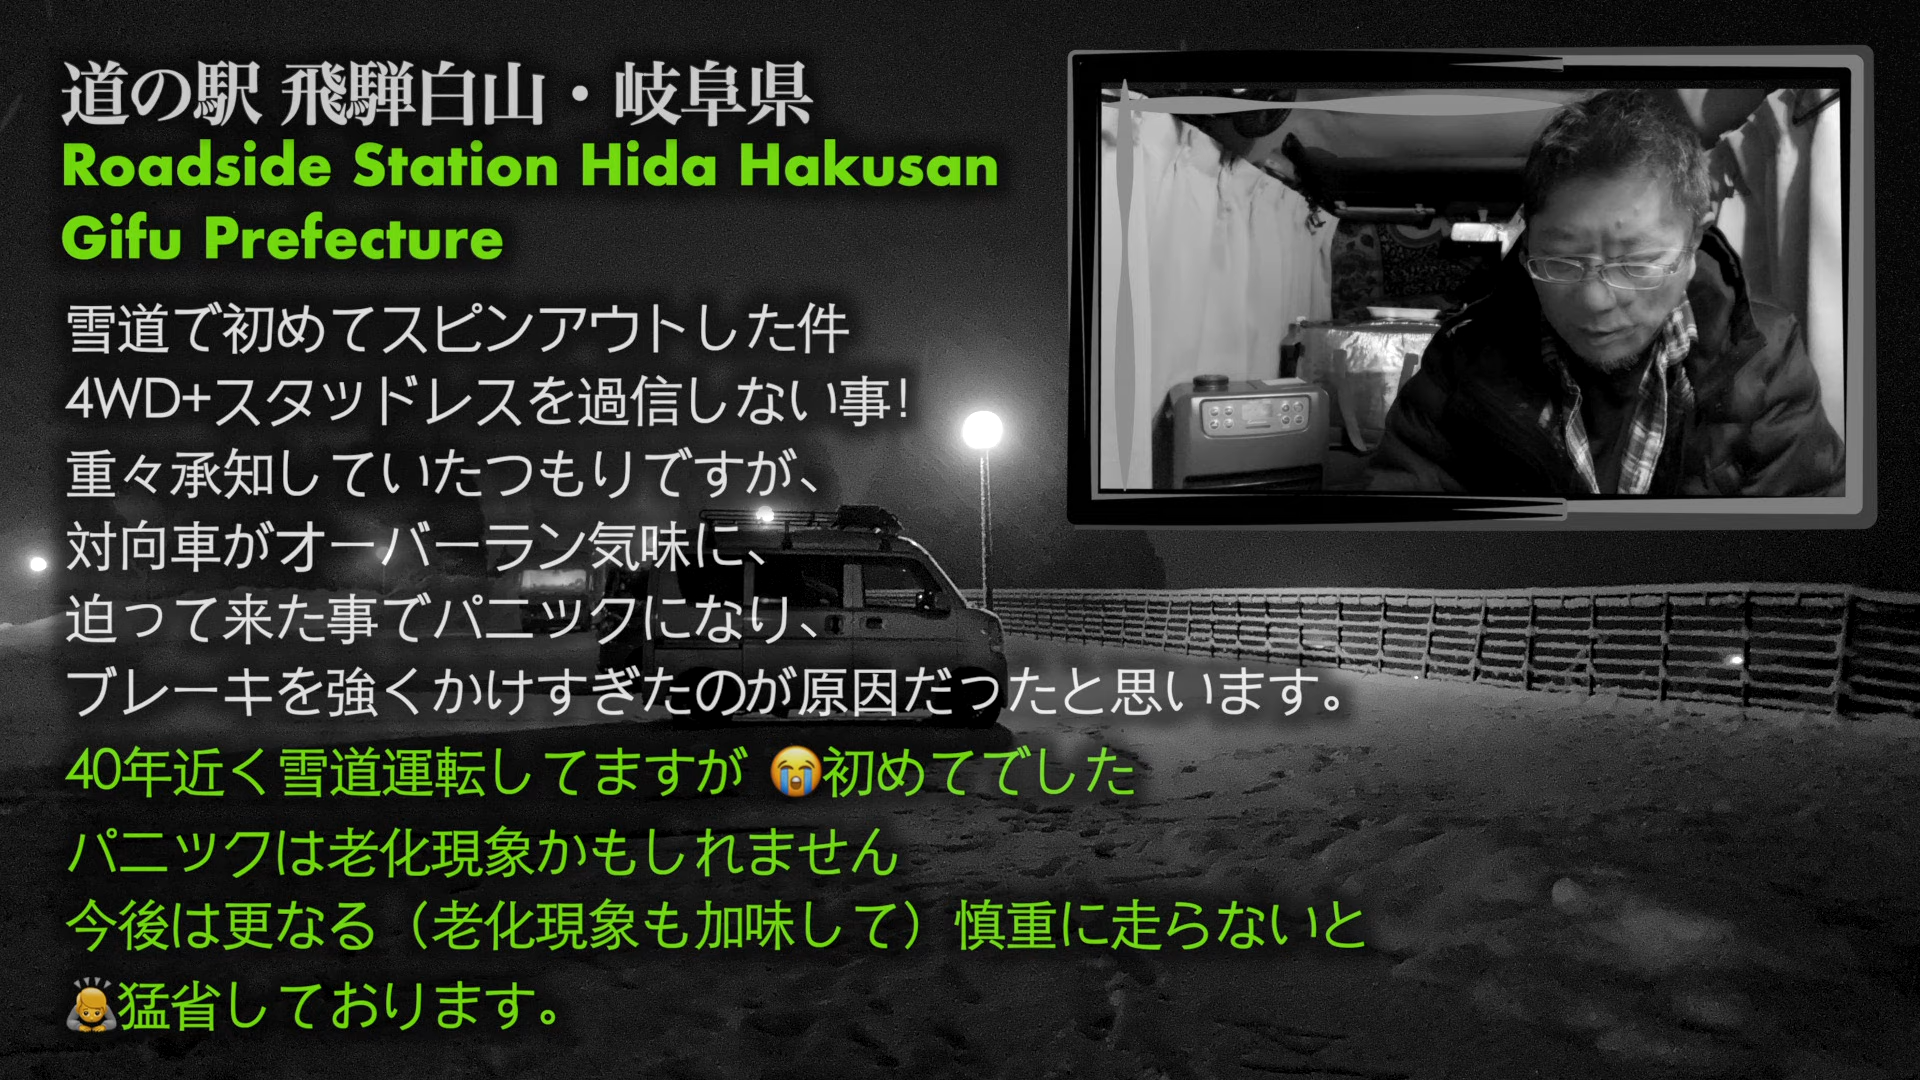 道の駅 飛騨白山・岐阜県
Roadside Station Hida Hakusan
Gifu Prefecture
雪道で初めてスピンアウトした件
4WD+スタッドレスを過信しない事!
重々承知していたつもりですが、
対向車がオーバーラン気味に、
迫って来た事でパニックになり、
ブレーキを強くかけすぎたのが原因だったと思います。
40年近く雪道運転してますが 😭初めてでした
パニックは老化現象かもしれません
今後は更なる（老化現象も加味して）慎重に走らないと
🙇猛省しております。